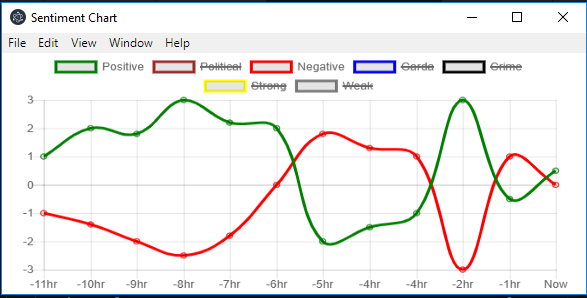 Sentiment Chart
File Edit View Window Help
Positive Political Negative Garda Crime
Strong Weak
3
2
1
0
-1
-2
-3
-11hr -10hr -9hr -8hr -7hr -6hr -5hr -4hr -3hr -2hr -1hr Now